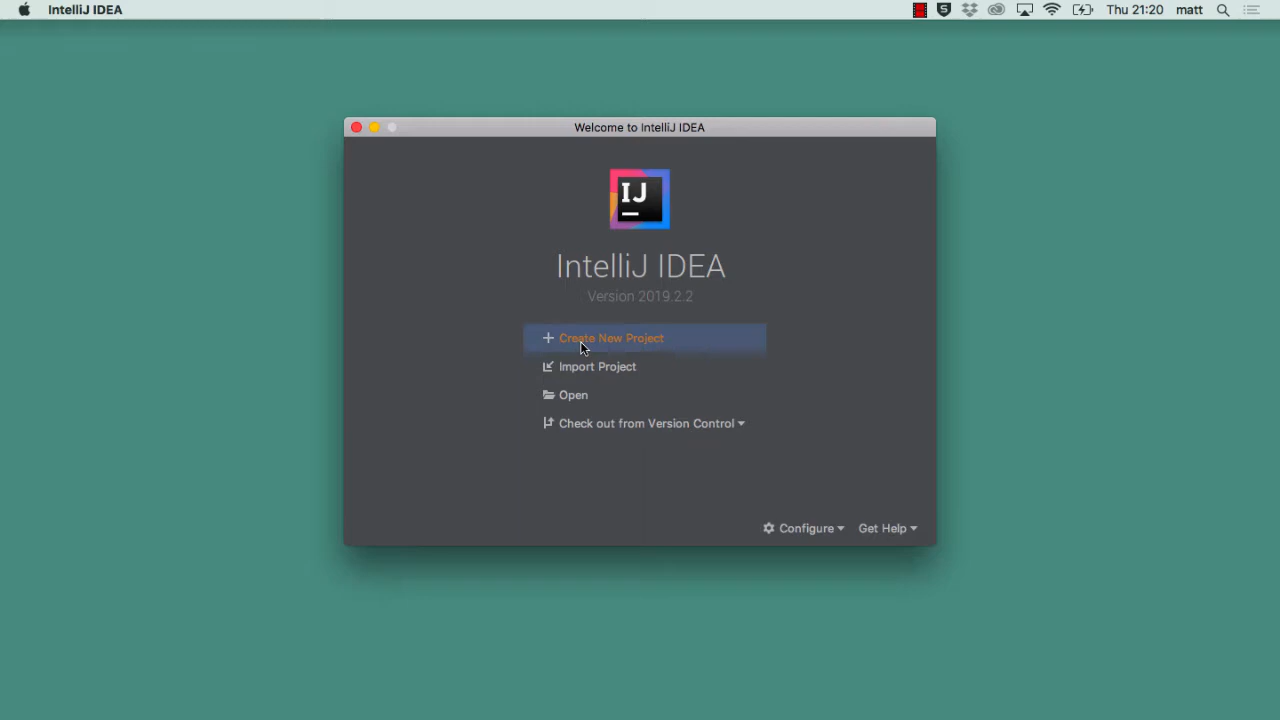 IntelliJ IDEA
Thu 21:20 matt
Welcome to IntelliJ IDEA
IJ
IntelliJ IDEA
Version 2019.2.2
Create New Project
Import Project
Open
Check out from Version Control
Configure Get Help